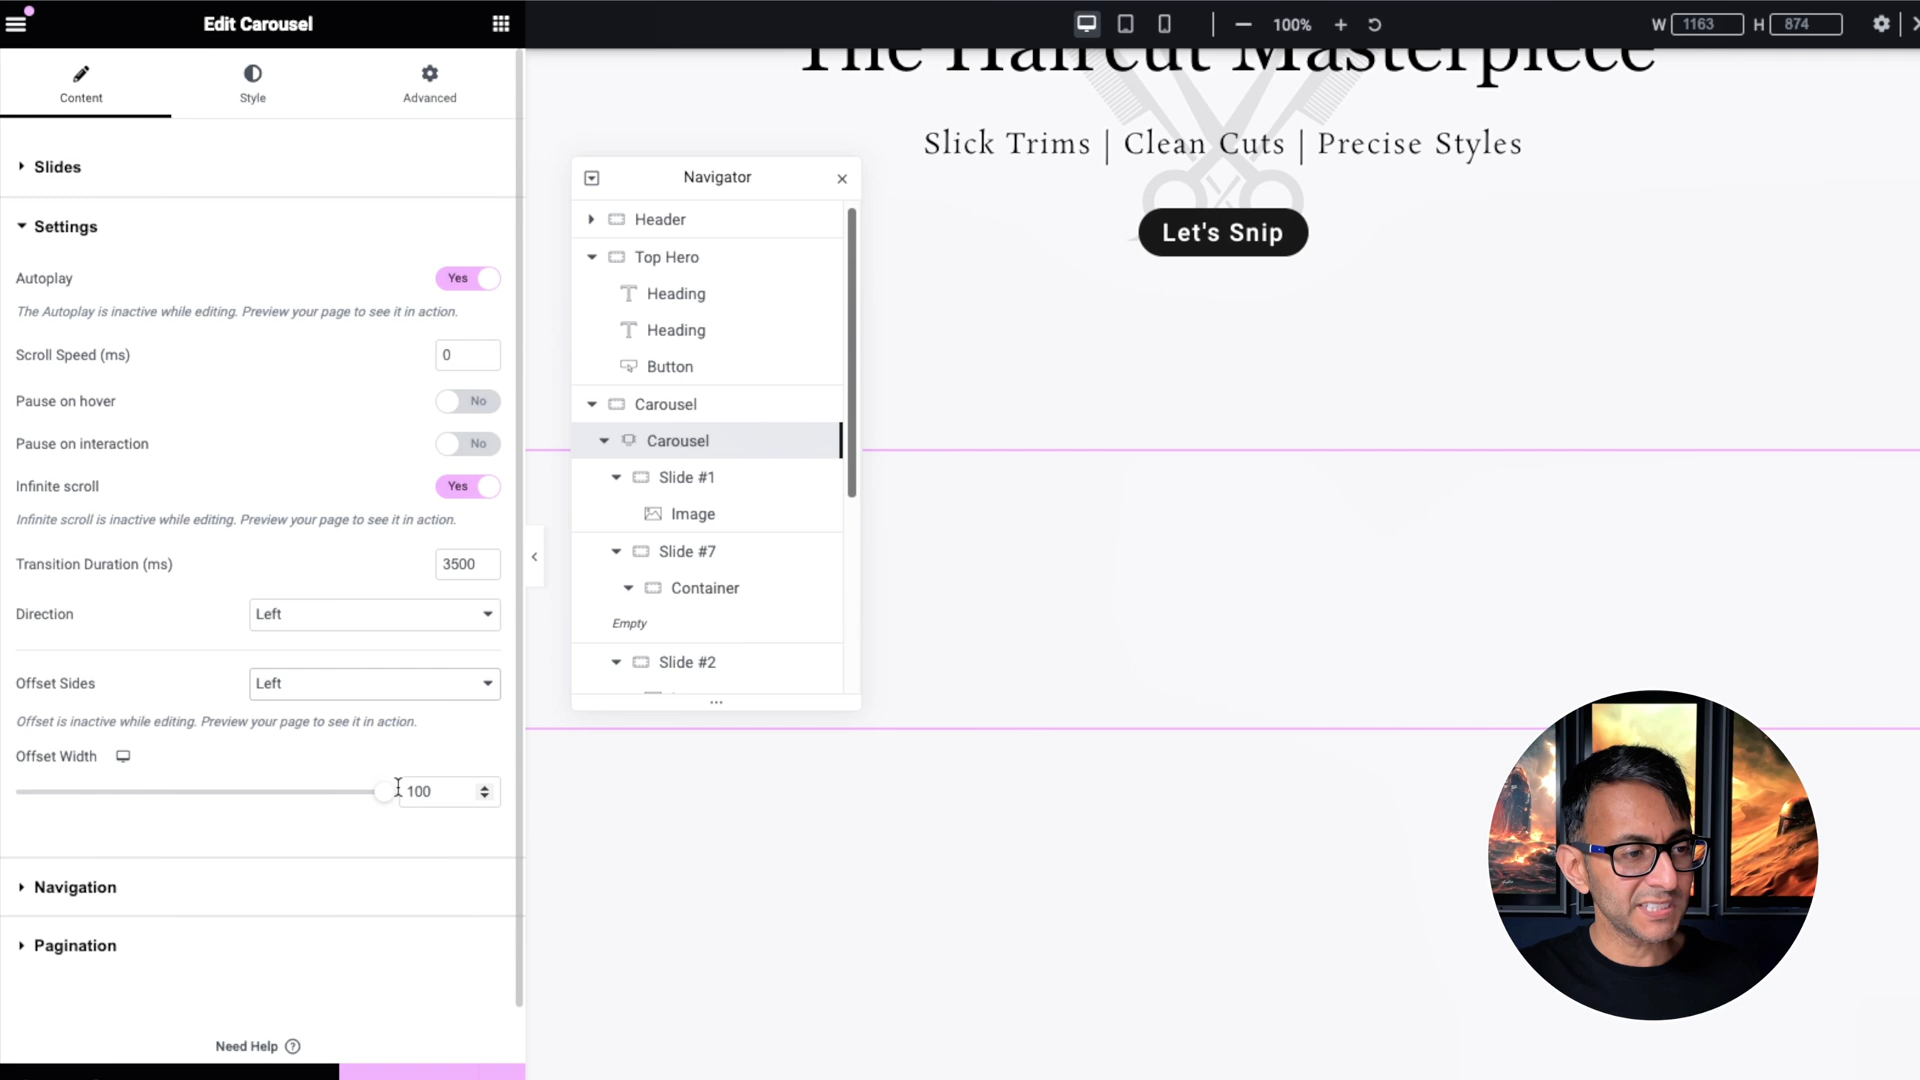 Edit Carousel
100%
W 1163 H 874
Content
Style
Advanced
Slides
Settings
Autoplay
Yes
The Autoplay is inactive while editing. Preview your page to see it in action.
Scroll Speed (ms)
0
Pause on hover
No
Pause on interaction
No
Infinite scroll
Yes
Infinite scroll is inactive while editing. Preview your page to see it in action.
Transition Duration (ms)
3500
Direction
Left
Offset Sides
Left
Offset is inactive while editing. Preview your page to see it in action.
Offset Width
100
Navigation
Pagination
Need Help
Navigator
Header
Top Hero
Heading
Heading
Button
Carousel
Carousel
Slide #1
Image
Slide #7
Container
Empty
Slide #2
The Haircut Masterpiece
Slick Trims | Clean Cuts | Precise Styles
Let's Snip